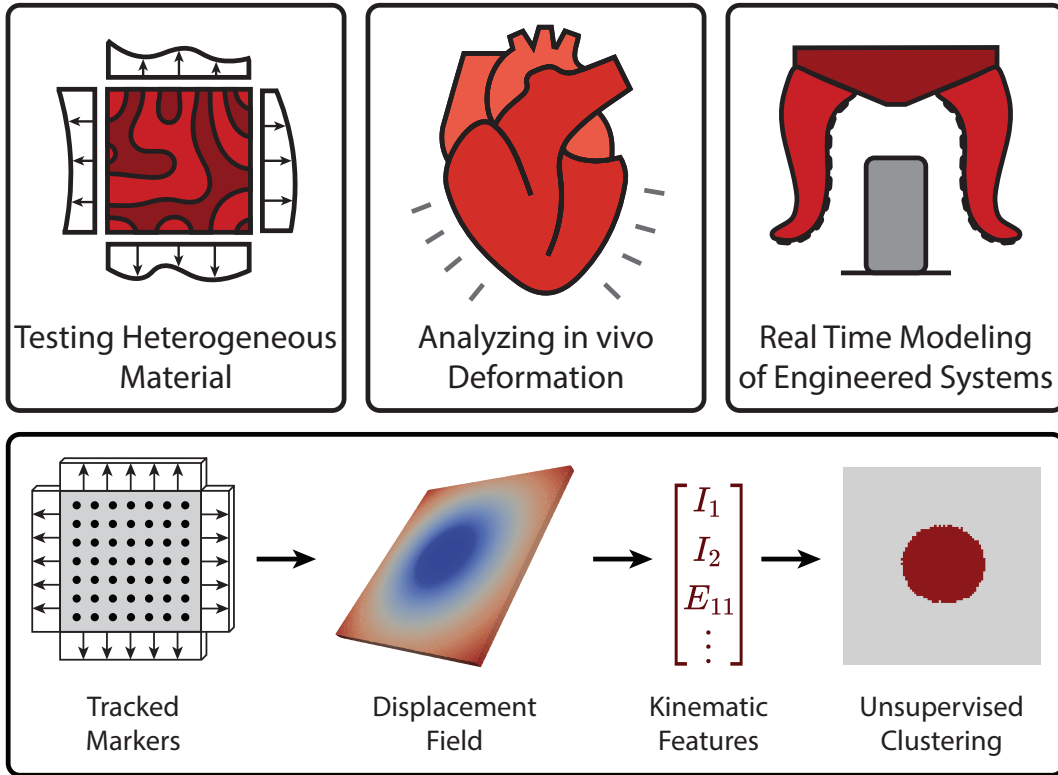 Testing Heterogeneous
Material
Analyzing in vivo
Deformation
Real Time Modeling
of Engineered Systems
I₁
I₂
E₁₁
⋮
Tracked
Markers
Displacement
Field
Kinematic
Features
Unsupervised
Clustering